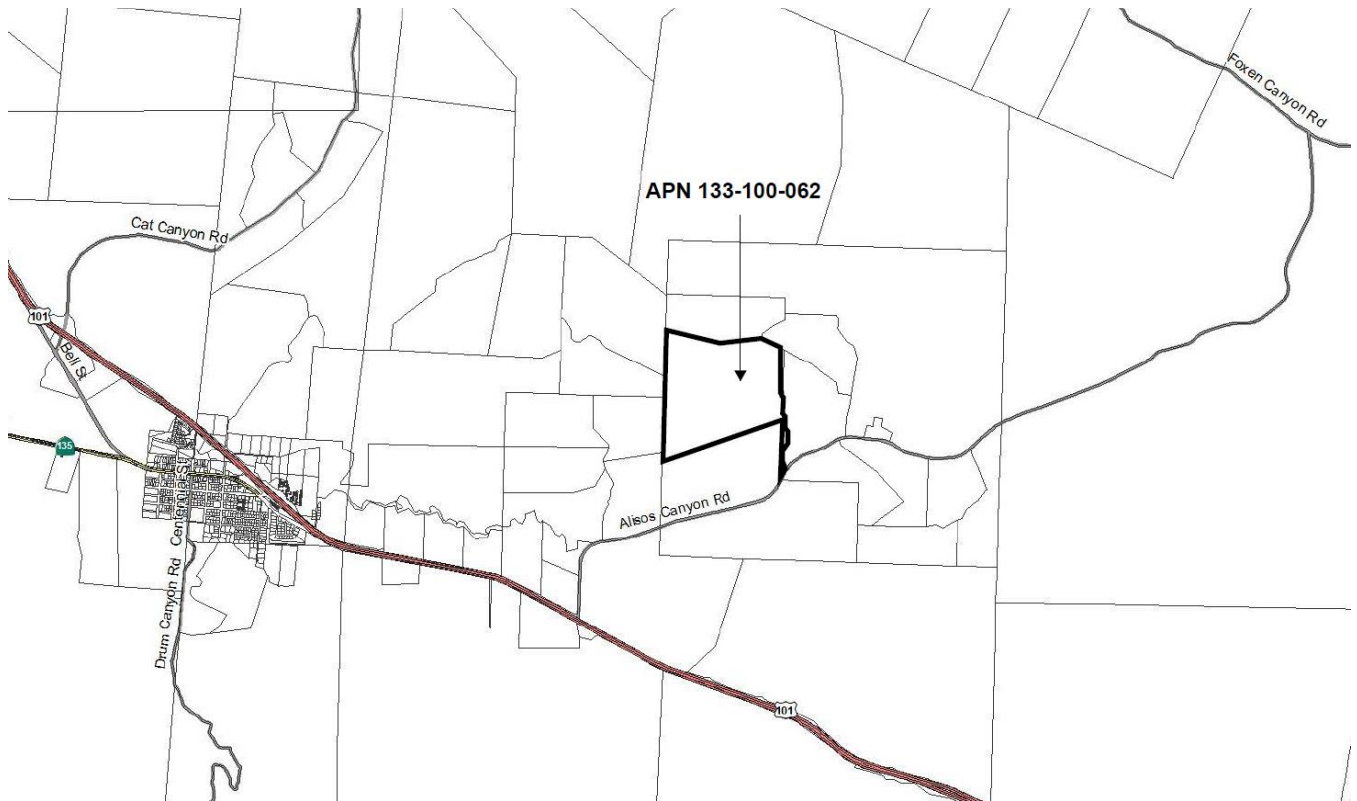 Foxen Canyon Rd
APN 133-100-062
Cat Canyon Rd
101
Bell St
135
Centennial St
Alisos Canyon Rd
Drum Canyon Rd
101